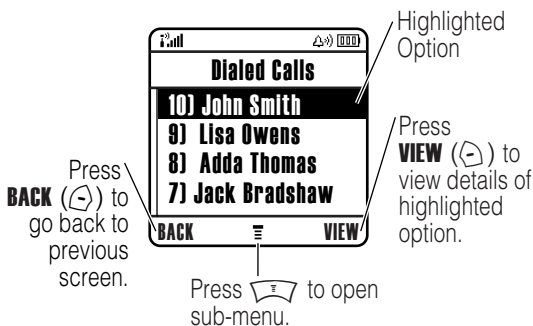 Highlighted
Option
Dialed Calls
10) John Smith
9) Lisa Owens
8) Adda Thomas
7) Jack Bradshaw
BACK
VIEW
Press
BACK (-) to
go back to
previous
screen.
Press
VIEW (-) to
view details of
highlighted
option.
Press to open
sub-menu.